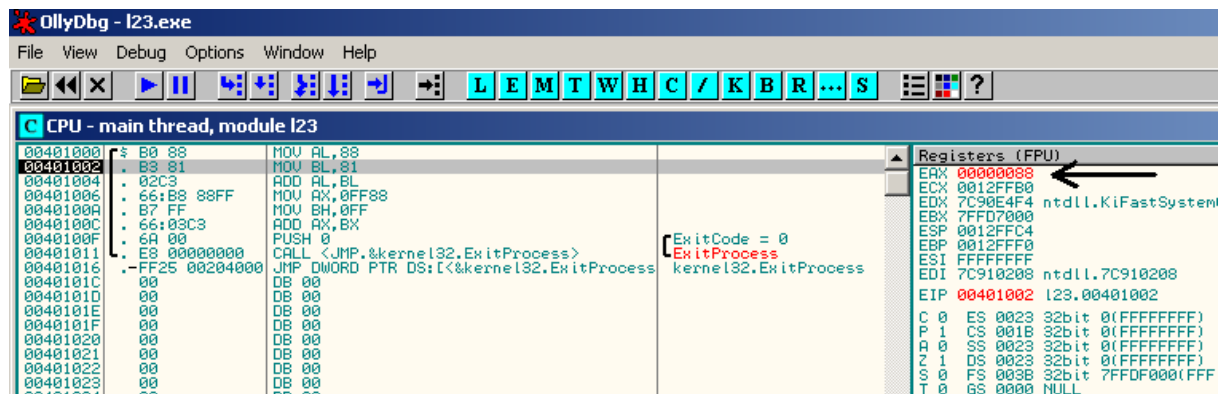 OllyDbg - l23.exe
File View Debug Options Window Help
L E M T W H C / K B R ... S ?
C CPU - main thread, module l23
00401000 $ B0 88 MOV AL,88
00401002 . B3 81 MOV BL,81
00401004 . 02C3 ADD AL,BL
00401006 . 66:B8 88FF MOV AX,0FF88
0040100A . B7 FF MOV BH,0FF
0040100C . 66:03C3 ADD AX,BX
0040100F . 6A 00 PUSH 0 ExitCode = 0
00401011 . E8 00000000 CALL <JMP.&kernel32.ExitProcess> ExitProcess
00401016 .-FF25 00204000 JMP DWORD PTR DS:[<&kernel32.ExitProcess kernel32.ExitProcess
0040101C 00 DB 00
0040101D 00 DB 00
0040101E 00 DB 00
0040101F 00 DB 00
00401020 00 DB 00
00401021 00 DB 00
00401022 00 DB 00
00401023 00 DB 00
Registers (FPU)
EAX 00000088
ECX 0012FFB0
EDX 7C90E4F4 ntdll.KiFastSystem
EBX 7FFD7000
ESP 0012FFC4
EBP 0012FFF0
ESI FFFFFFFF
EDI 7C910208 ntdll.7C910208
EIP 00401002 l23.00401002
C 0 ES 0023 32bit 0(FFFFFFFF)
P 1 CS 001B 32bit 0(FFFFFFFF)
A 0 SS 0023 32bit 0(FFFFFFFF)
Z 1 DS 0023 32bit 0(FFFFFFFF)
S 0 FS 003B 32bit 7FFDF000(FFF
T 0 GS 0000 NULL